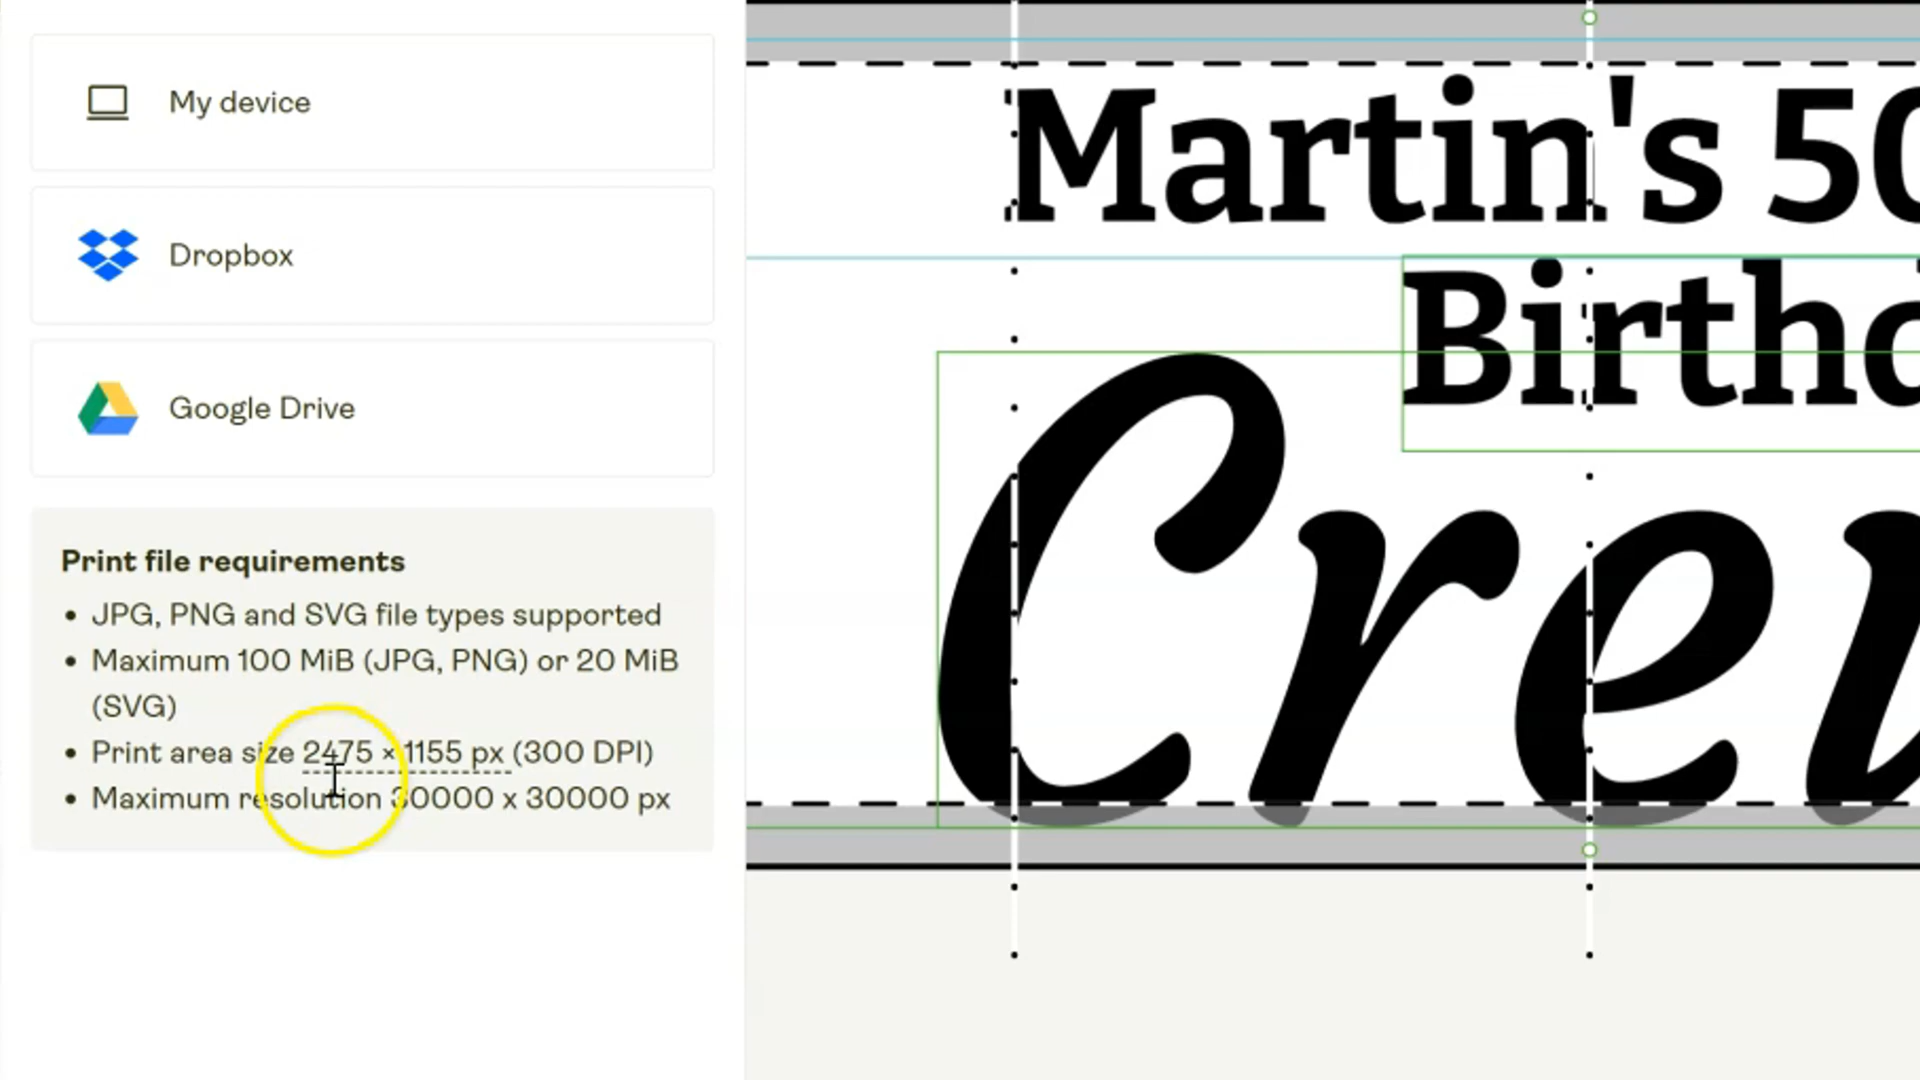 My device
Dropbox
Google Drive
Print file requirements
• JPG, PNG and SVG file types supported
• Maximum 100 MiB (JPG, PNG) or 20 MiB
(SVG)
• Print area size 2475 × 1155 px (300 DPI)
• Maximum resolution 30000 x 30000 px
Martin's 50
Birthd
Crew